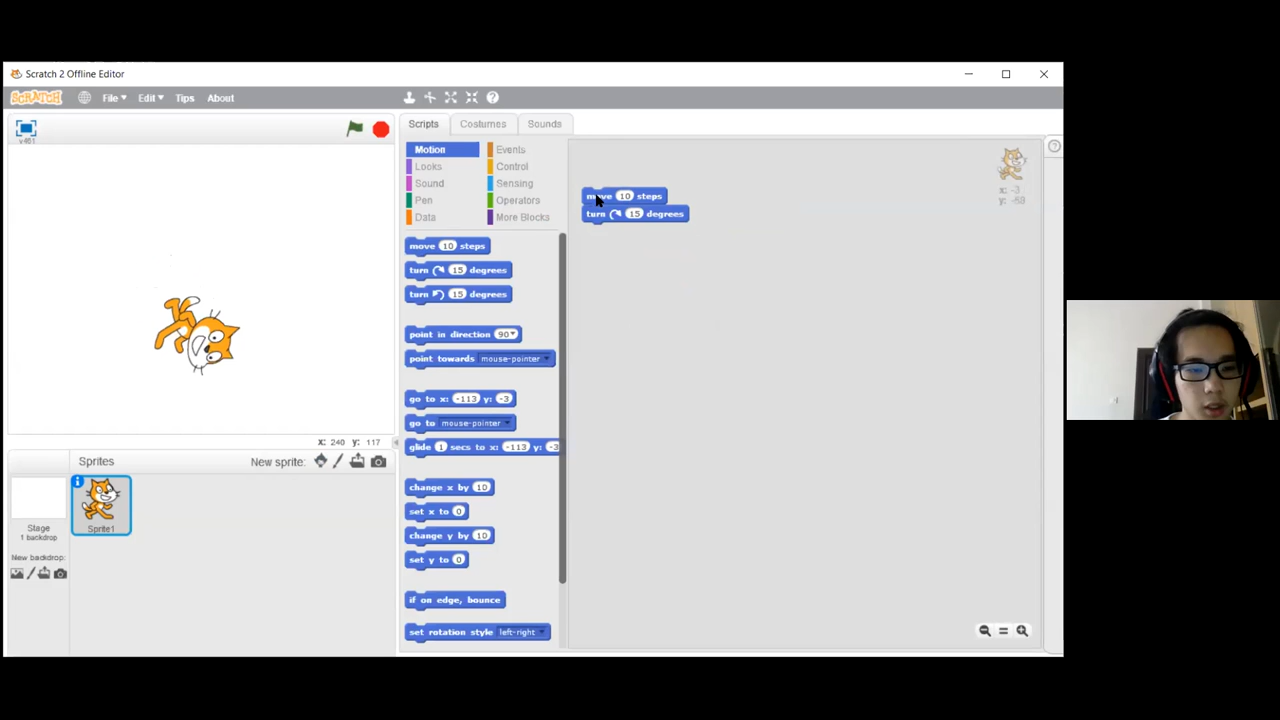 Scratch 2 Offline Editor
SCRATCH File Edit Tips About
v461
Scripts Costumes Sounds
Motion Events
Looks Control
Sound Sensing
Pen Operators
Data More Blocks
move 10 steps
turn 15 degrees
turn 15 degrees
point in direction 90
point towards mouse-pointer
go to x: -113 y: -3
go to mouse-pointer
glide 1 secs to x: -113 y: -3
change x by 10
set x to 0
change y by 10
set y to 0
if on edge, bounce
set rotation style left-right
move 10 steps
turn 15 degrees
x: -3
y: -69
x: 240 y: 117
Sprites New sprite:
Stage
1 backdrop
New backdrop:
Sprite1